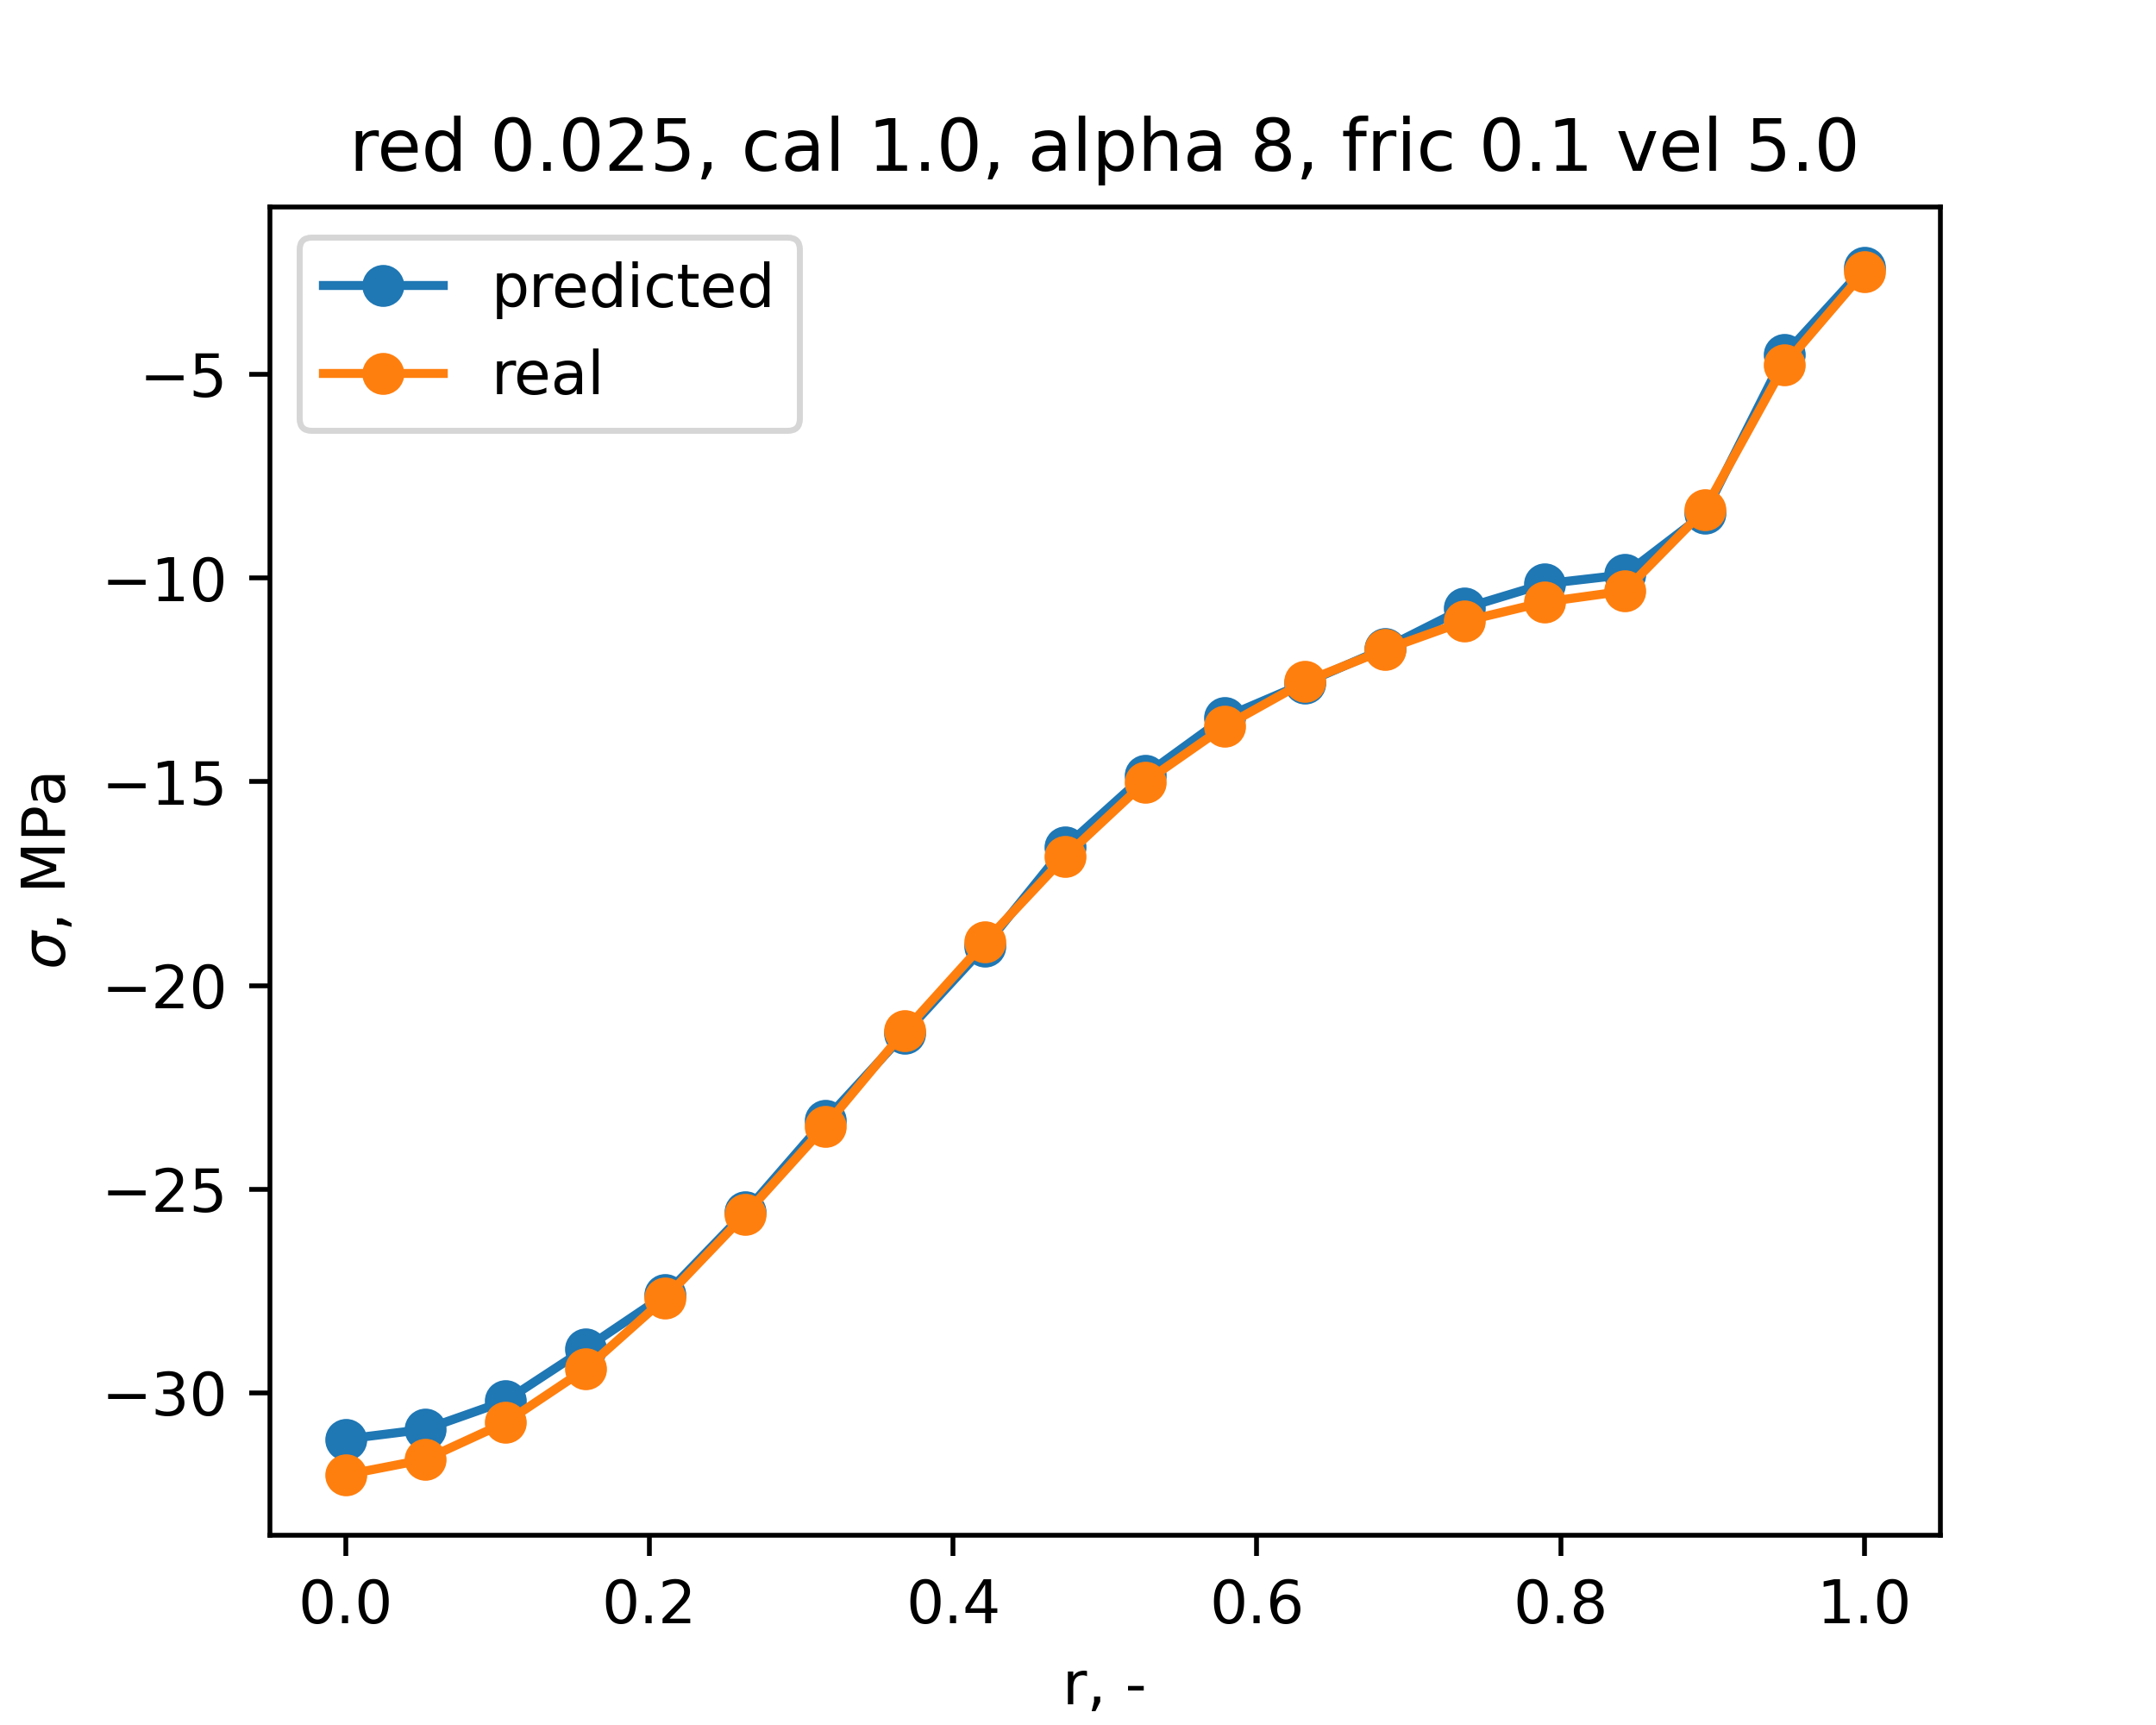 red 0.025, cal 1.0, alpha 8, fric 0.1 vel 5.0
predicted
real
−5
−10
−15
−20
−25
−30
σ, MPa
0.0 0.2 0.4 0.6 0.8 1.0
r, -